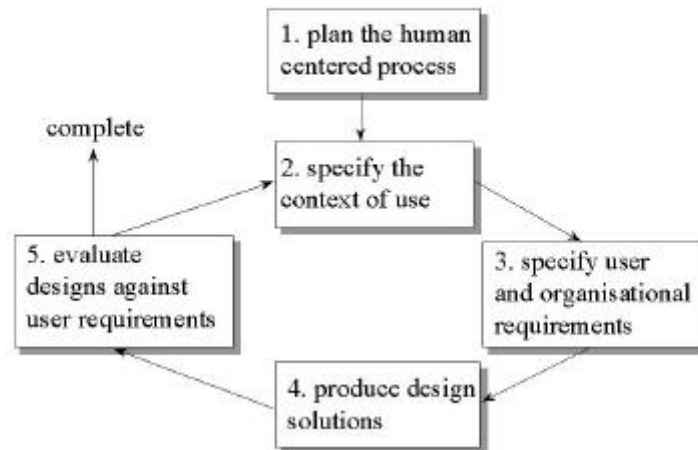 1. plan the human
centered process
complete
2. specify the
context of use
5. evaluate
designs against
user requirements
3. specify user
and organisational
requirements
4. produce design
solutions